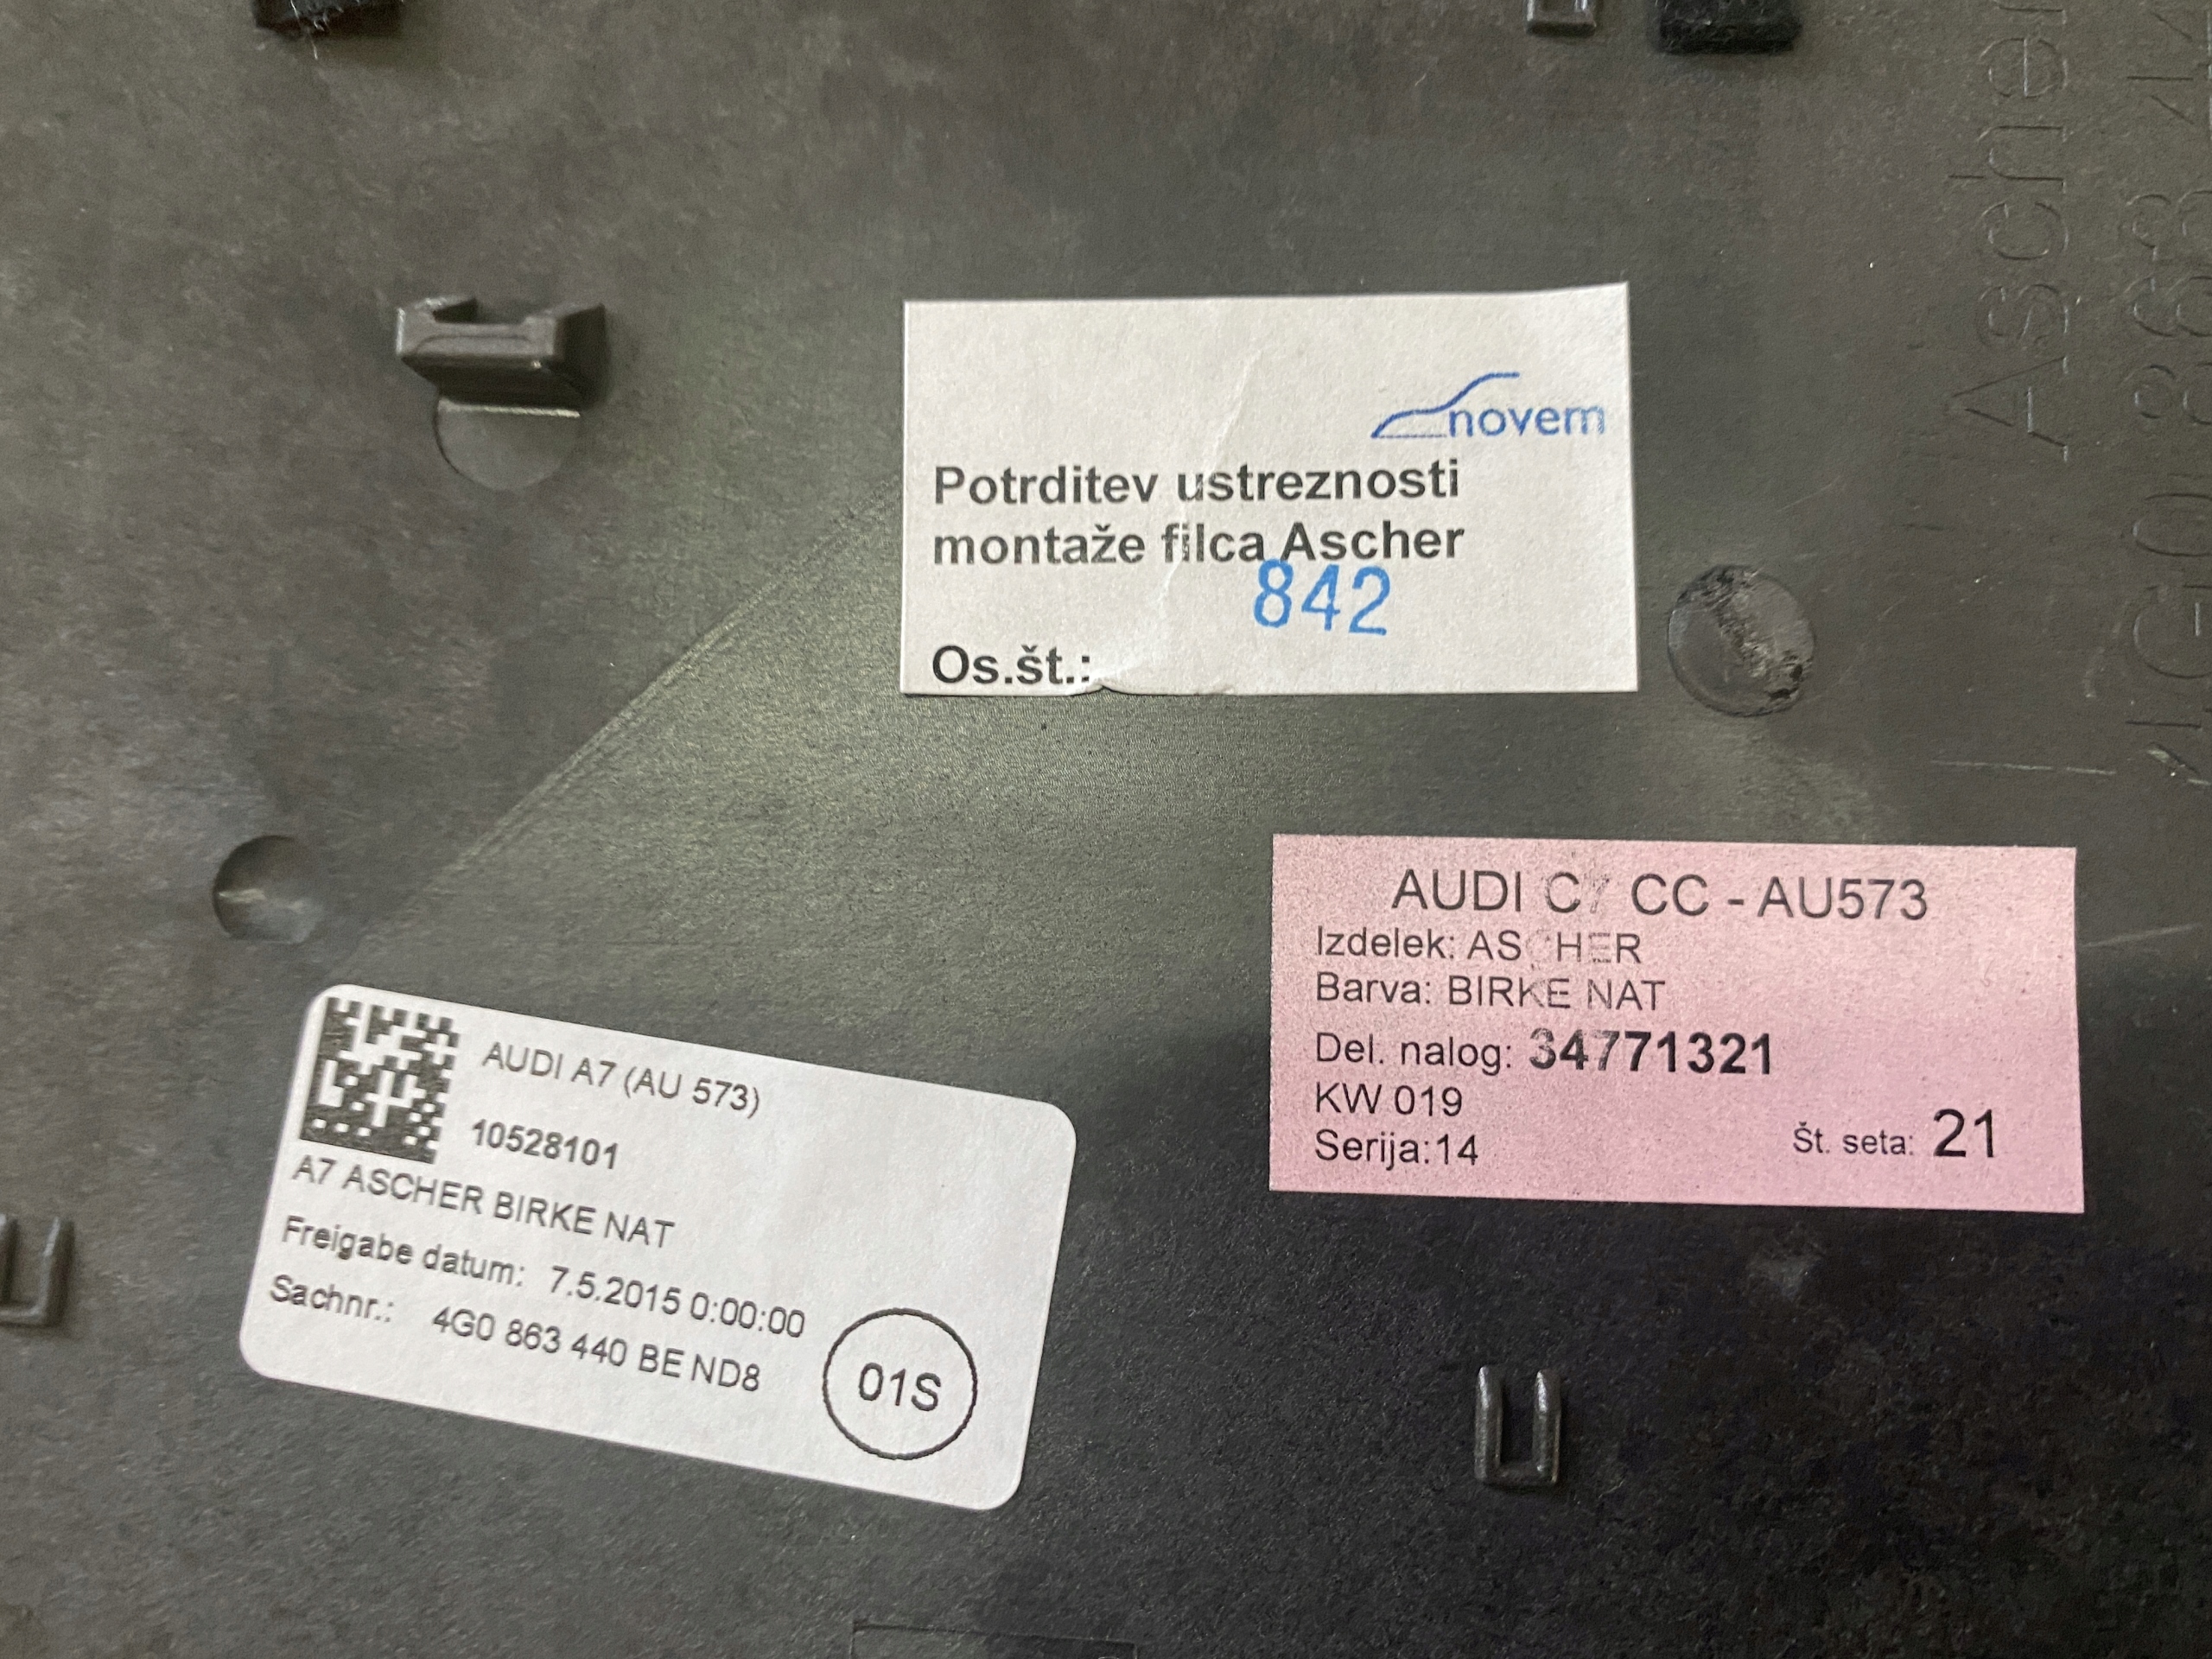 novem
Potrditev ustreznosti
montaže filca Ascher
842
Os.št.:
Ascher
AUDI C7 CC - AU573
Izdelek: ASCHER
Barva: BIRKE NAT
Del. nalog: 34771321
KW 019
Serija:14
Št. seta: 21
AUDI A7 (AU 573)
10528101
A7 ASCHER BIRKE NAT
Freigabe datum: 7.5.2015 0:00:00
Sachnr.: 4G0 863 440 BE ND8
01S